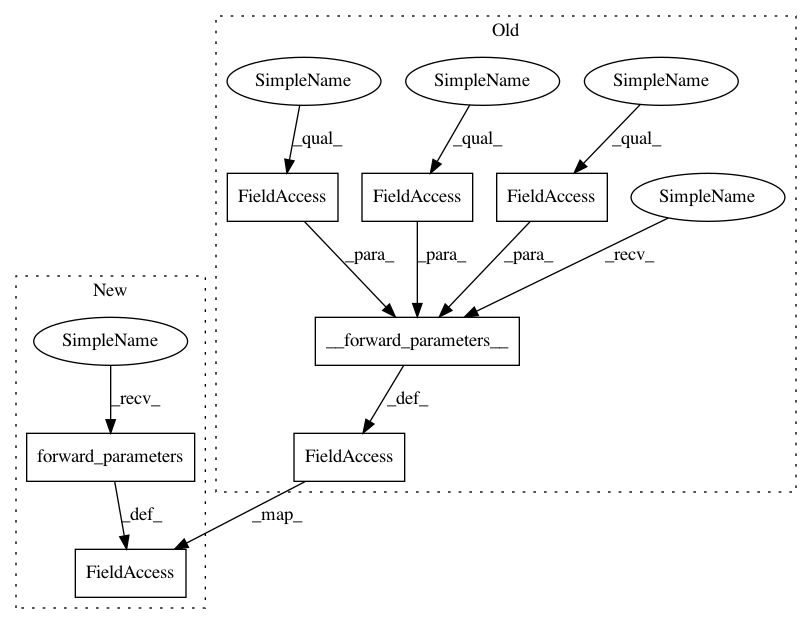 Old
SimpleName
SimpleName
SimpleName
_qual_
_qual_
_qual_
FieldAccess
FieldAccess
FieldAccess
SimpleName
_para_
_para_
_para_
_recv_
New
SimpleName
__forward_parameters__
_recv_
_def_
forward_parameters
FieldAccess
_def_
_map_
FieldAccess